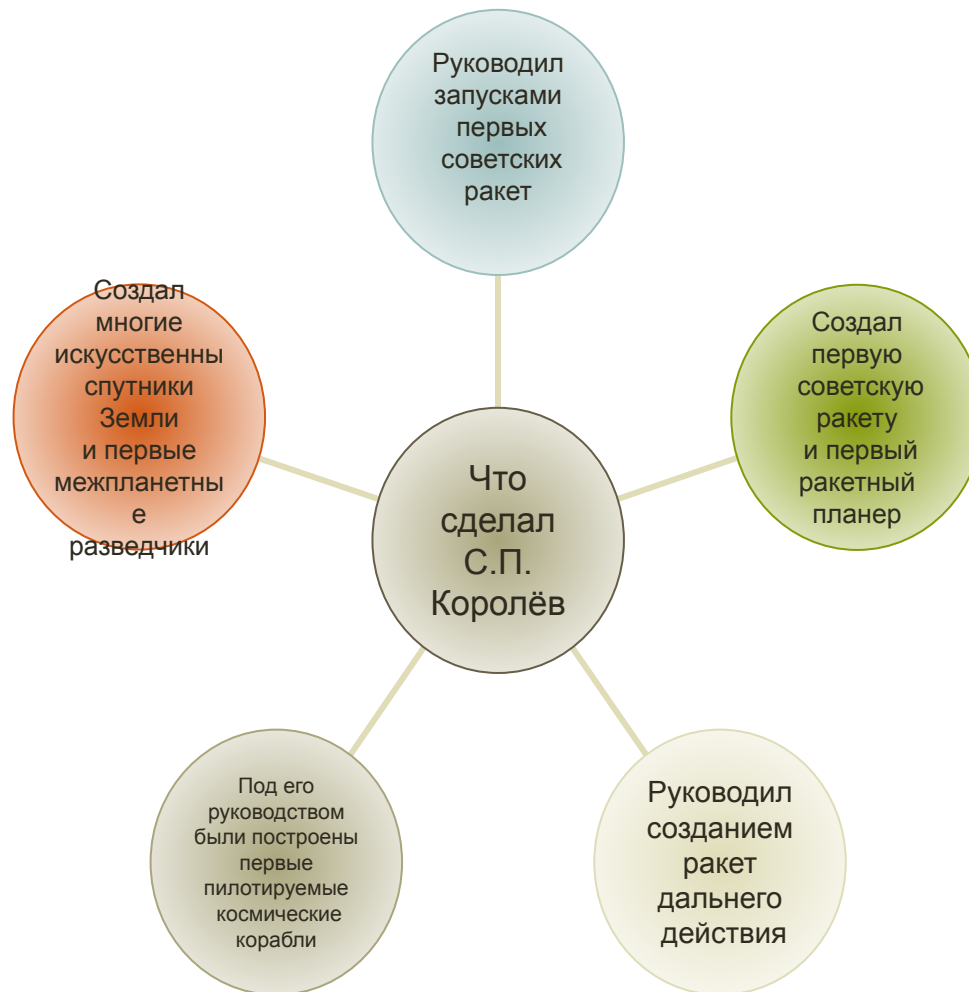 Руководил
запусками
первых
советских
ракет
Создал
многие
искусственны
спутники
Земли
и первые
межпланетны
е
разведчики
Создал
первую
советскую
ракету
и первый
ракетный
планер
Что
сделал
С.П.
Королёв
Под его
руководством
были построены
первые
пилотируемые
космические
корабли
Руководил
созданием
ракет
дальнего
действия